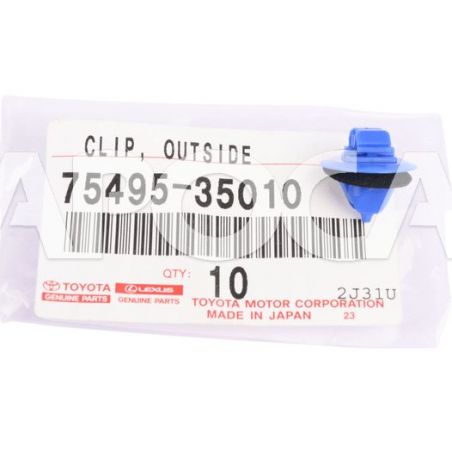 CLIP, OUTSIDE
75495-35010
QTY: 10
TOYOTA
GENUINE PARTS
LEXUS
GENUINE PARTS
TOYOTA MOTOR CORPORATION
MADE IN JAPAN 23
2J31U